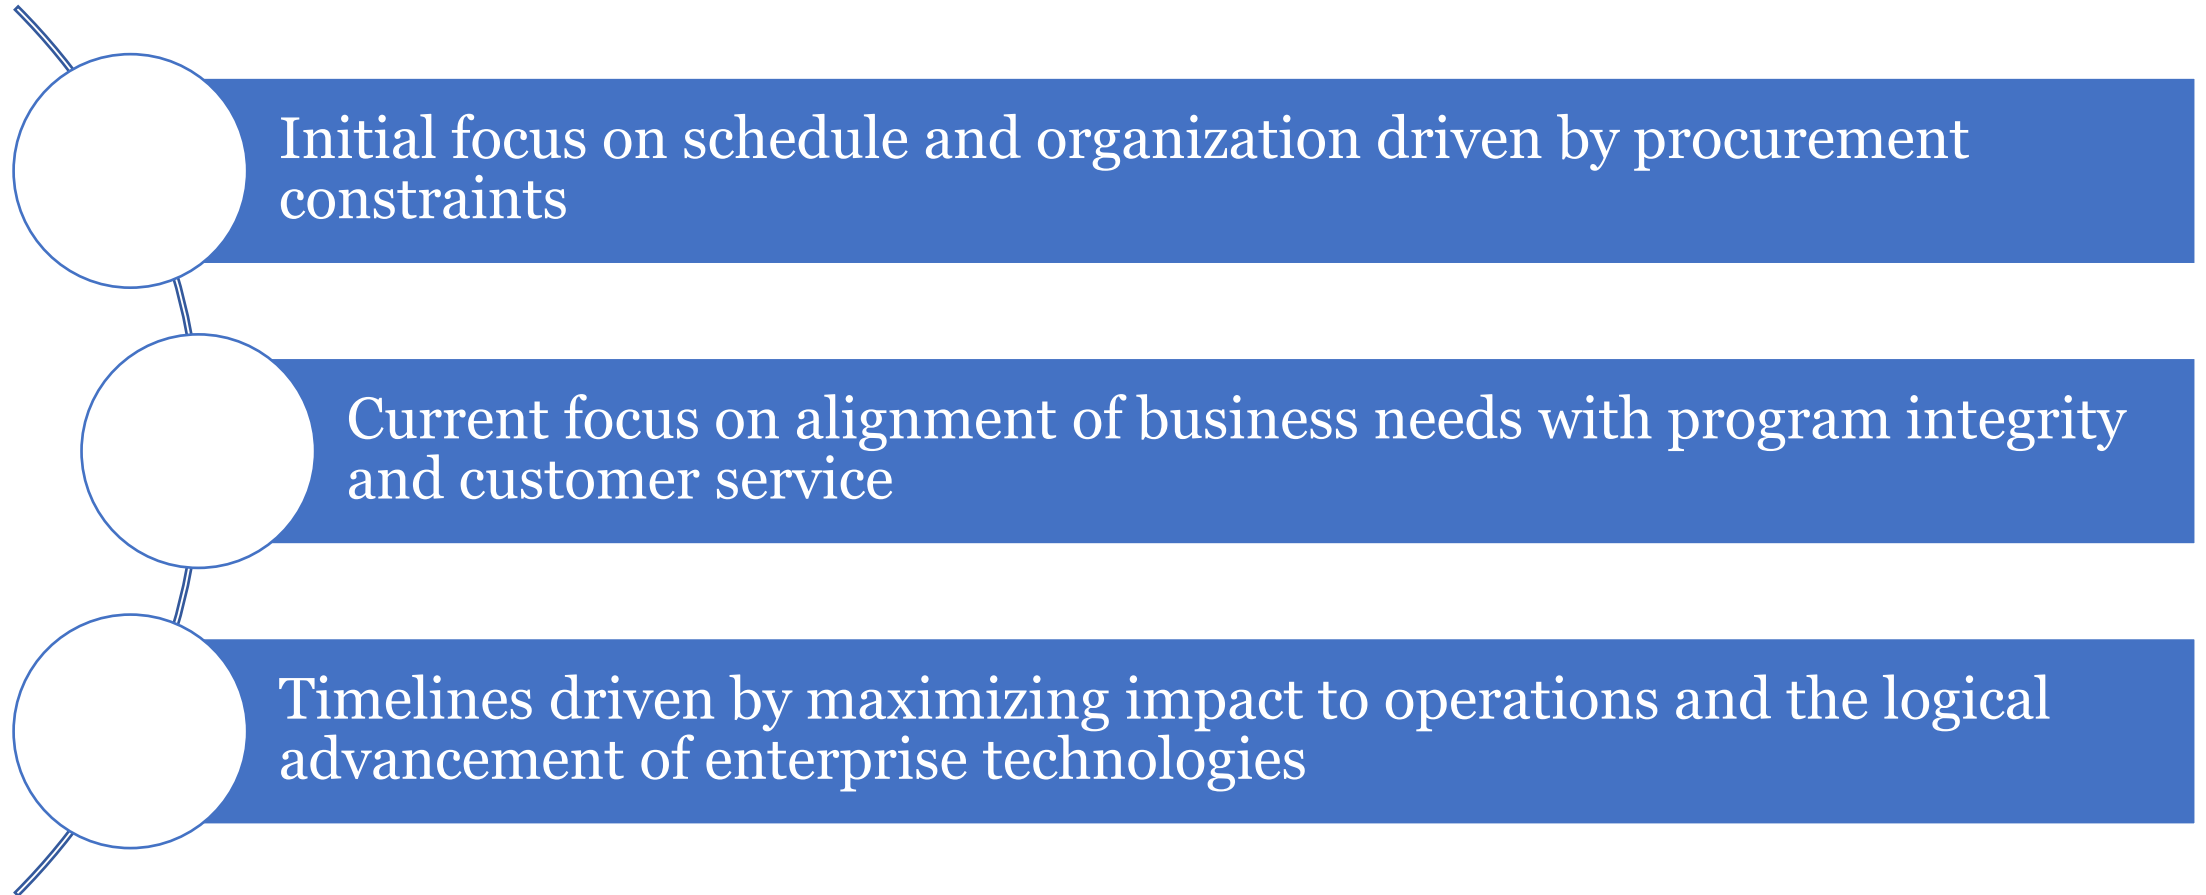 Initial focus on schedule and organization driven by procurement
constraints
Current focus on alignment of business needs with program integrity
and customer service
Timelines driven by maximizing impact to operations and the logical
advancement of enterprise technologies